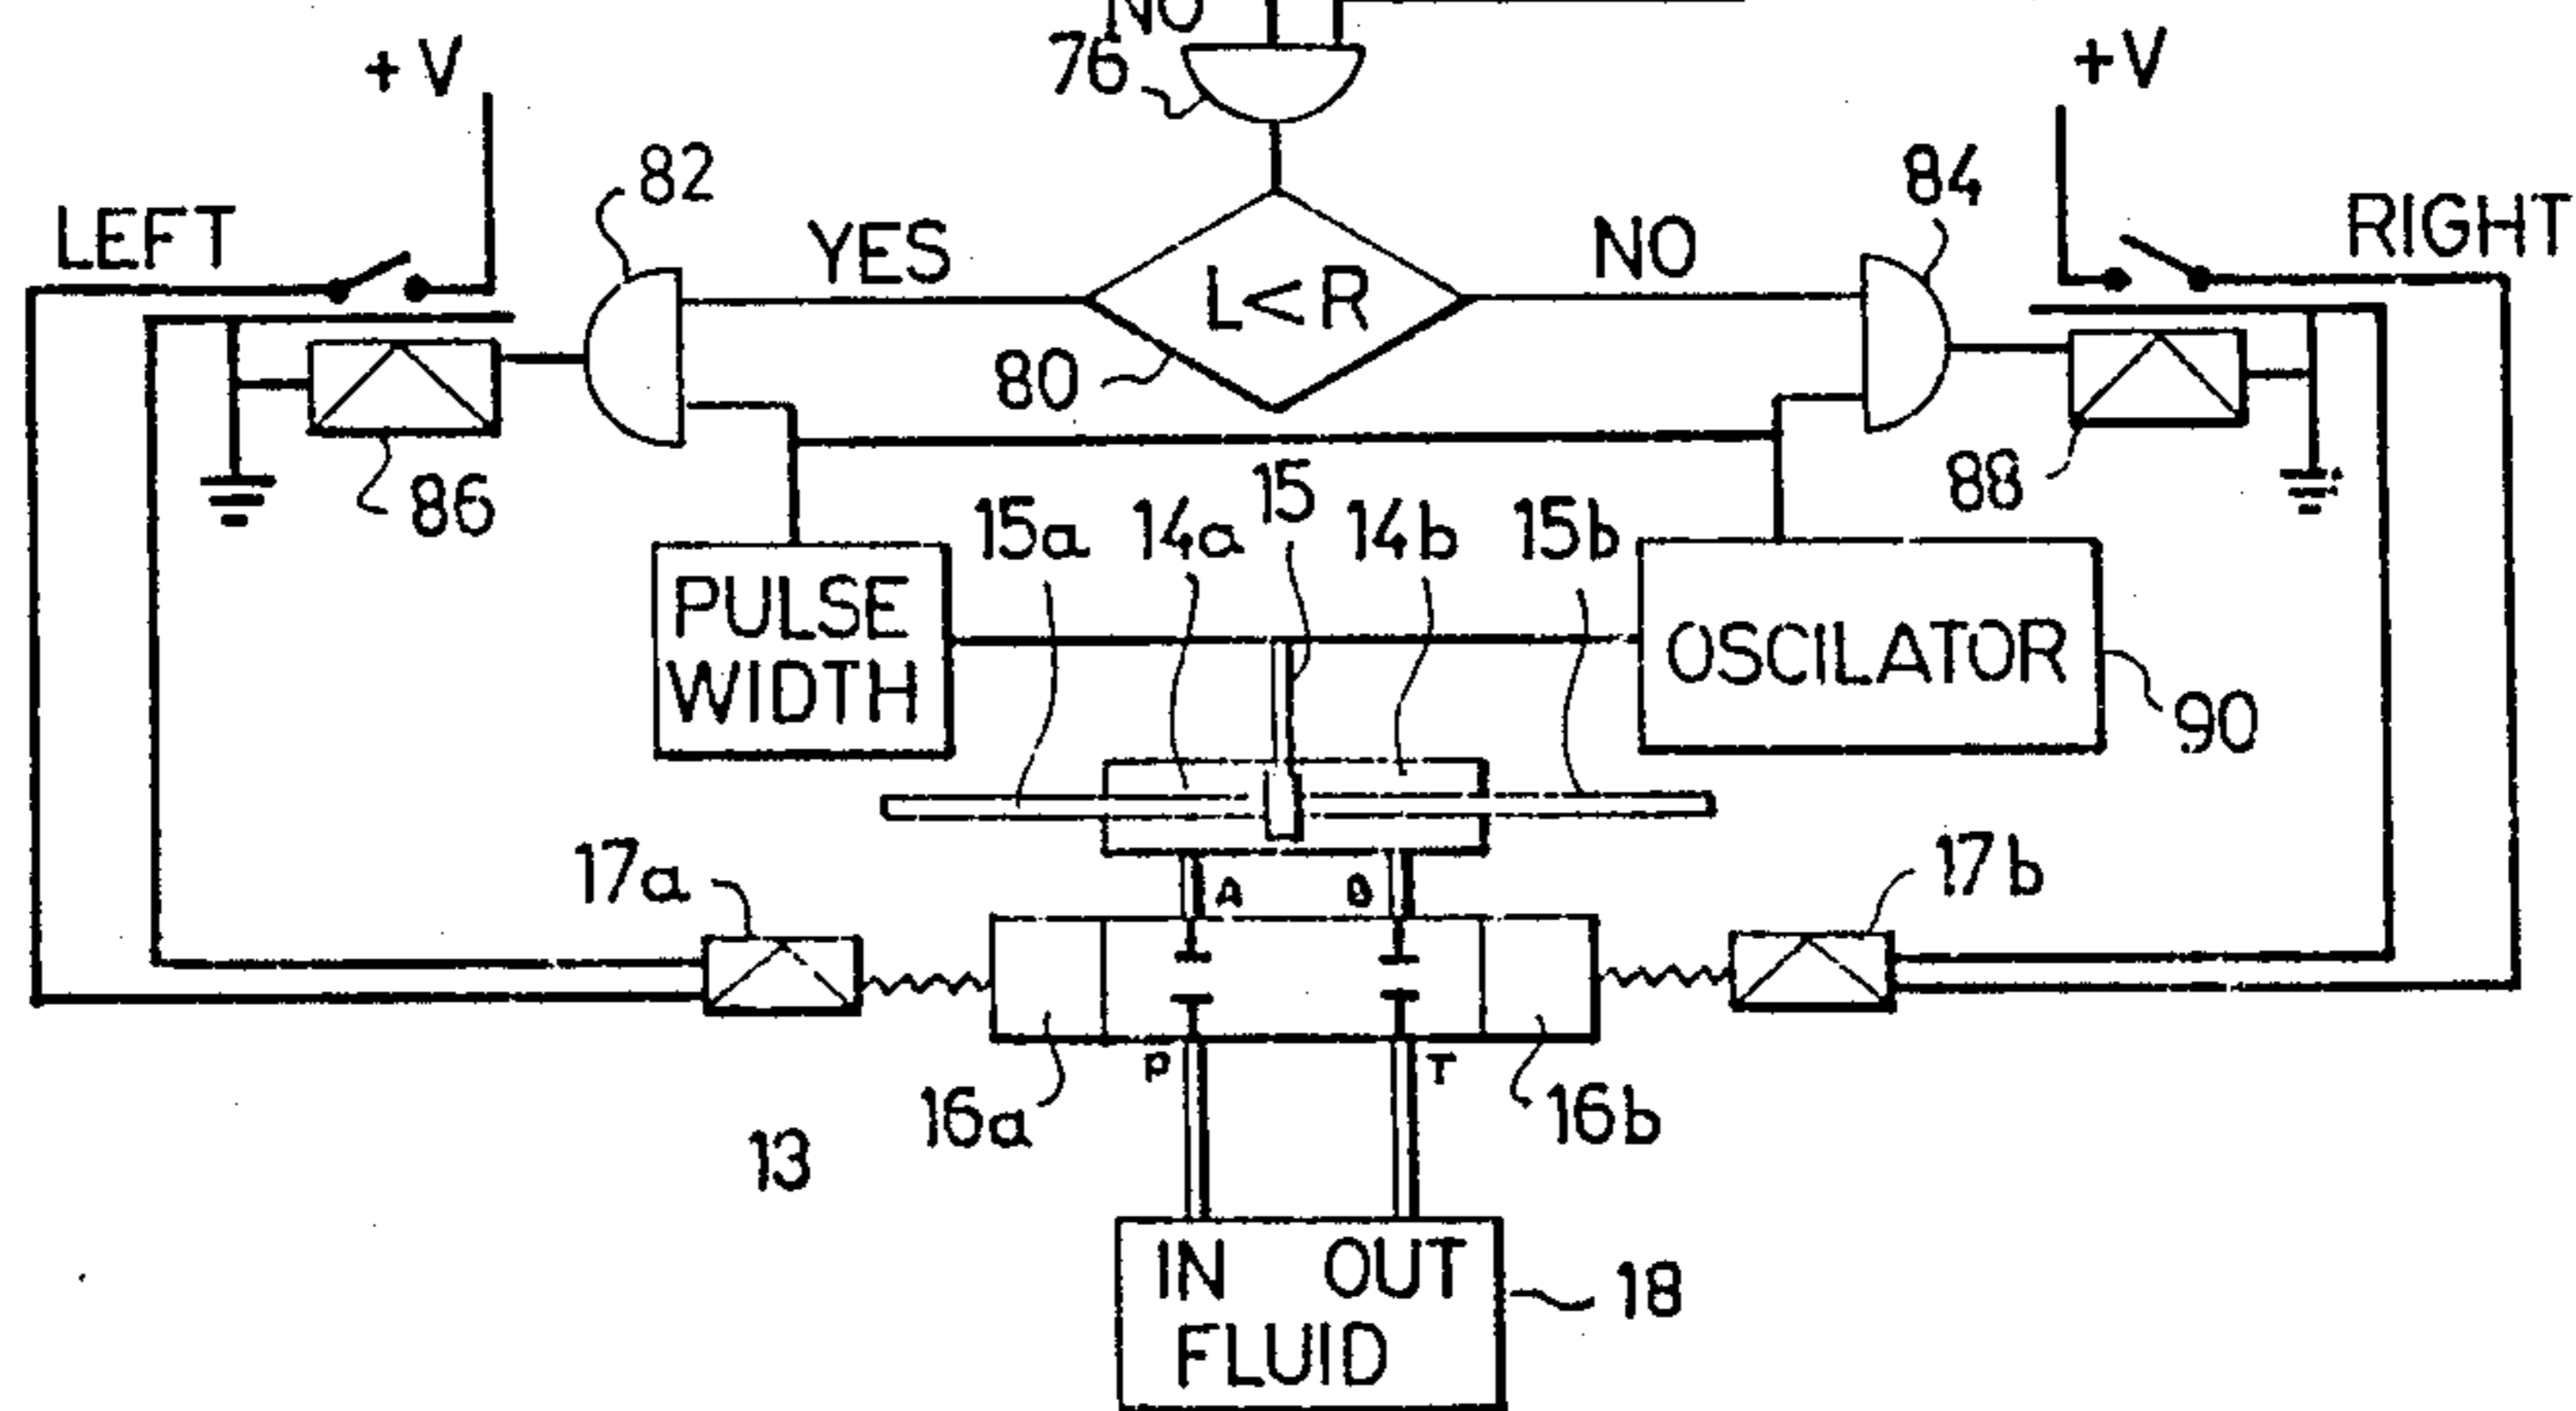 NO
76
+V
+V
82
84
LEFT
YES
NO
RIGHT
L<R
80
86
88
15a
14a
15
14b
15b
PULSE
WIDTH
OSCILATOR
90
17a
A
B
17b
P
T
16a
16b
13
IN OUT
FLUID
18